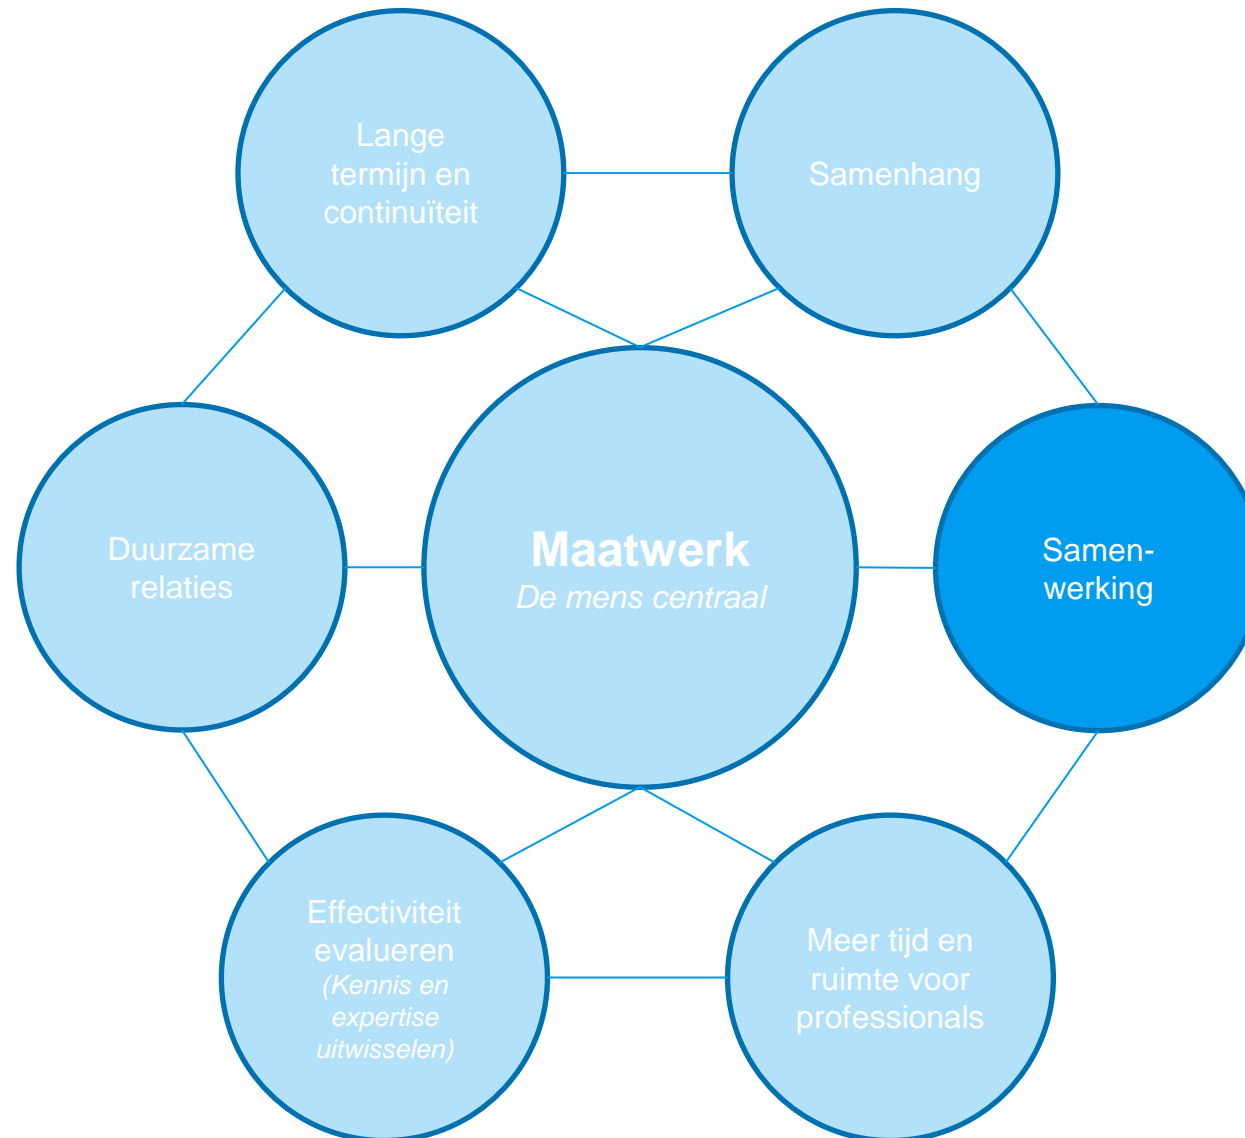 Lange
termijn en
continuïteit
Samenhang
Duurzame
relaties
Maatwerk
De mens centraal
Samen-
werking
Effectiviteit
evalueren
(Kennis en
expertise
uitwisselen)
Meer tijd en
ruimte voor
professionals